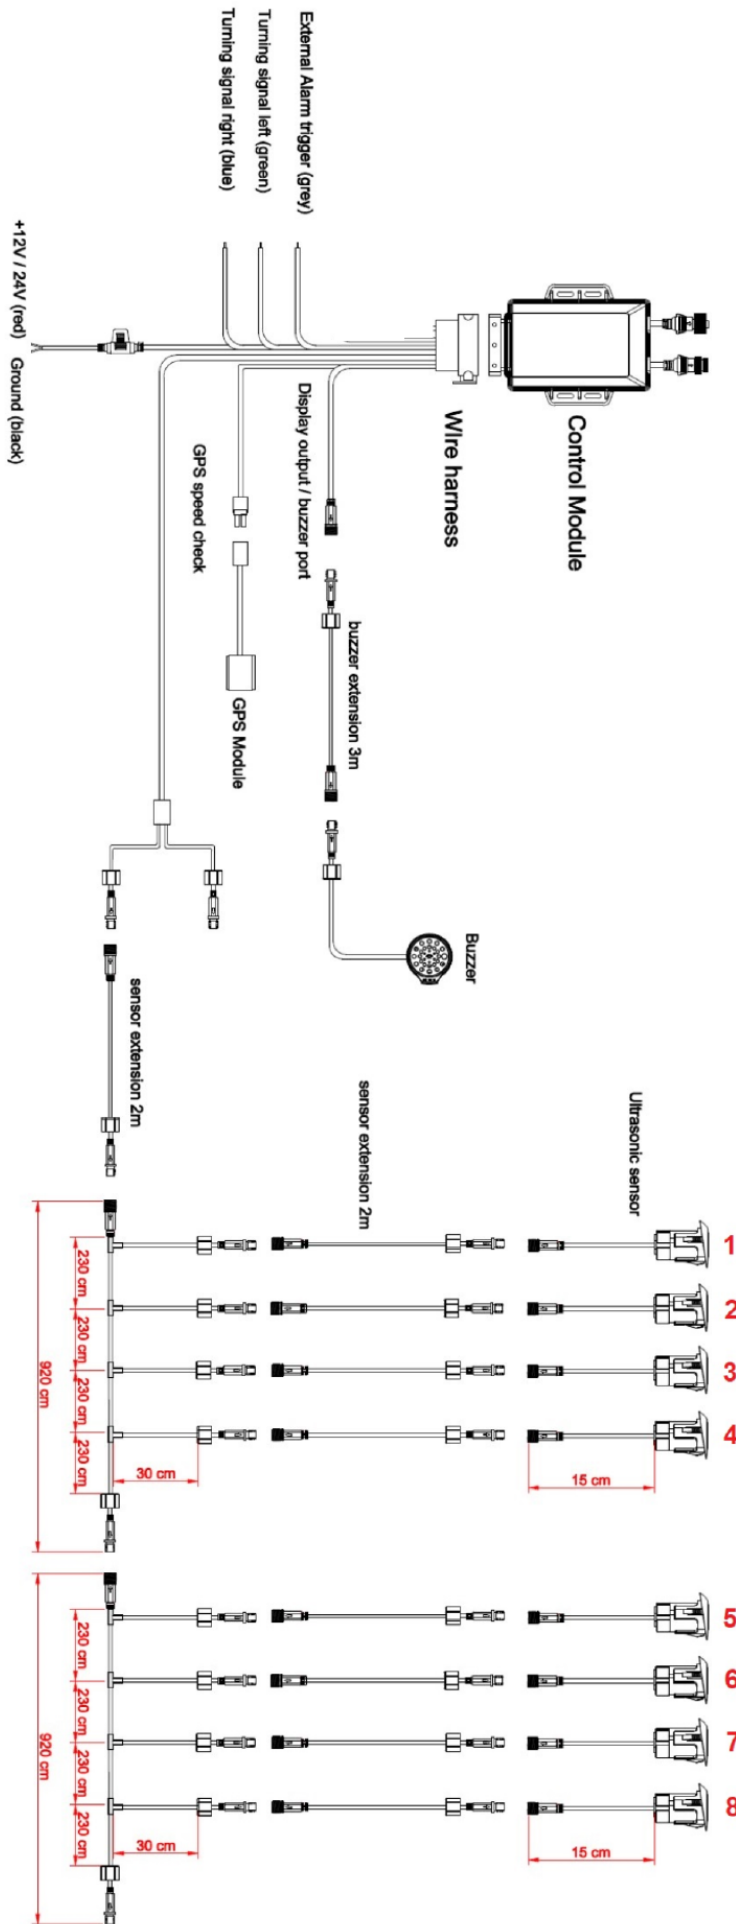 Control Module
Wire harness
External Alarm trigger (grey)
Turning signal left (green)
Turning signal right (blue)
+12V / 24V (red)
Ground (black)
Display output / buzzer port
buzzer extension 3m
Buzzer
GPS speed check
GPS Module
sensor extension 2m
Ultrasonic sensor
sensor extension 2m
1
2
3
4
230 cm
230 cm
230 cm
230 cm
920 cm
30 cm
15 cm
5
6
7
8
230 cm
230 cm
230 cm
230 cm
920 cm
30 cm
15 cm